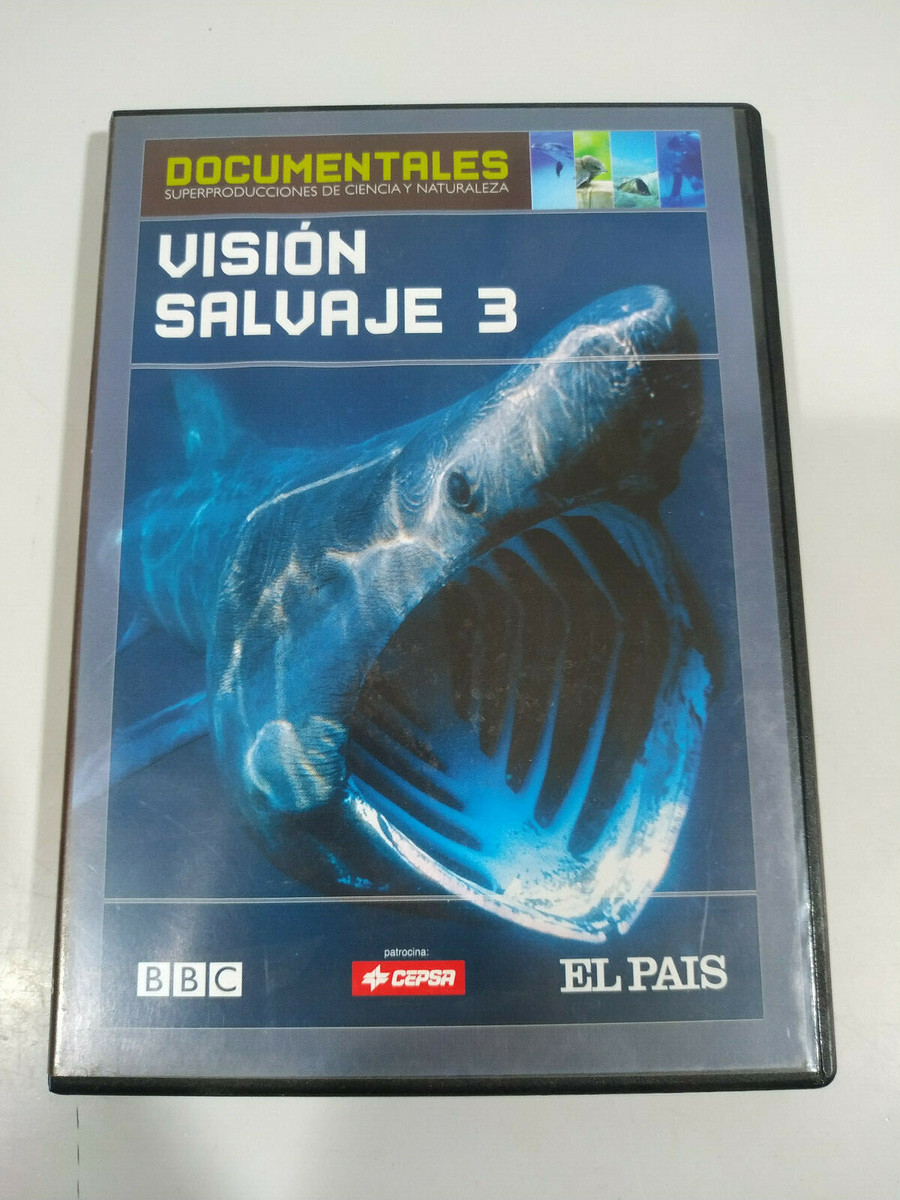 DOCUMENTALES
SUPERPRODUCCIONES DE CIENCIA Y NATURALEZA
VISIÓN
SALVAJE 3
BBC
patrocina:
CEPSA
EL PAIS